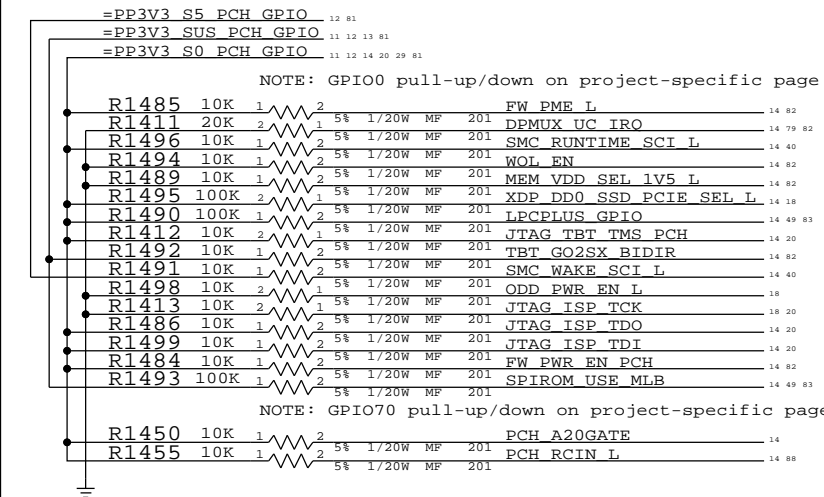 =PP3V3_S5_PCH_GPIO 12 81
=PP3V3_SUS_PCH_GPIO 11 12 13 81
=PP3V3_S0_PCH_GPIO 11 12 14 20 29 81
NOTE: GPIO0 pull-up/down on project-specific page
R1485 10K 1 2 5% 1/20W MF 201 FW_PME_L 14 82
R1411 20K 2 1 5% 1/20W MF 201 DPMUX_UC_IRQ 14 79 82
R1496 10K 1 2 5% 1/20W MF 201 SMC_RUNTIME_SCI_L 14 40
R1494 10K 1 2 5% 1/20W MF 201 WOL_EN 14 82
R1489 10K 1 2 5% 1/20W MF 201 MEM_VDD_SEL_1V5_L 14 82
R1495 100K 2 1 5% 1/20W MF 201 XDP_DD0_SSD_PCIE_SEL_L 14 18
R1490 100K 1 2 5% 1/20W MF 201 LPCPLUS_GPIO 14 49 83
R1412 10K 2 1 5% 1/20W MF 201 JTAG_TBT_TMS_PCH 14 20
R1492 10K 1 2 5% 1/20W MF 201 TBT_GO2SX_BIDIR 14 82
R1491 10K 1 2 5% 1/20W MF 201 SMC_WAKE_SCI_L 14 40
R1498 10K 2 1 5% 1/20W MF 201 ODD_PWR_EN_L 18
R1413 10K 2 1 5% 1/20W MF 201 JTAG_ISP_TCK 18 20
R1486 10K 1 2 5% 1/20W MF 201 JTAG_ISP_TDO 14 20
R1499 10K 1 2 5% 1/20W MF 201 JTAG_ISP_TDI 14 20
R1484 10K 1 2 5% 1/20W MF 201 FW_PWR_EN_PCH 14 82
R1493 100K 1 2 5% 1/20W MF 201 SPIROM_USE_MLB 14 49 83
NOTE: GPIO70 pull-up/down on project-specific page
R1450 10K 1 2 5% 1/20W MF 201 PCH_A20GATE 14
R1455 10K 1 2 5% 1/20W MF 201 PCH_RCIN_L 14 88